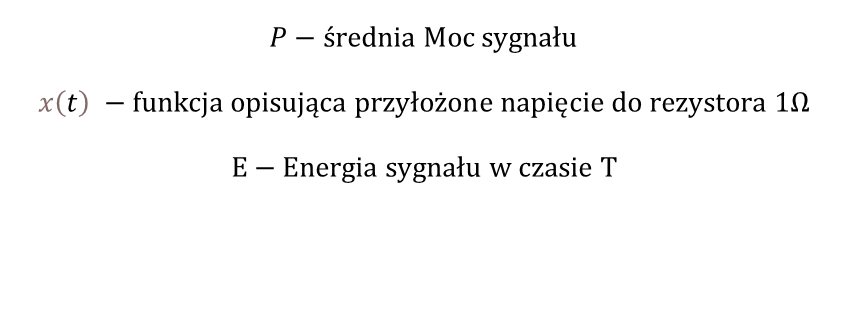 P – średnia Moc sygnału
x(t) – funkcja opisująca przyłożone napięcie do rezystora 1Ω
E – Energia sygnału w czasie T